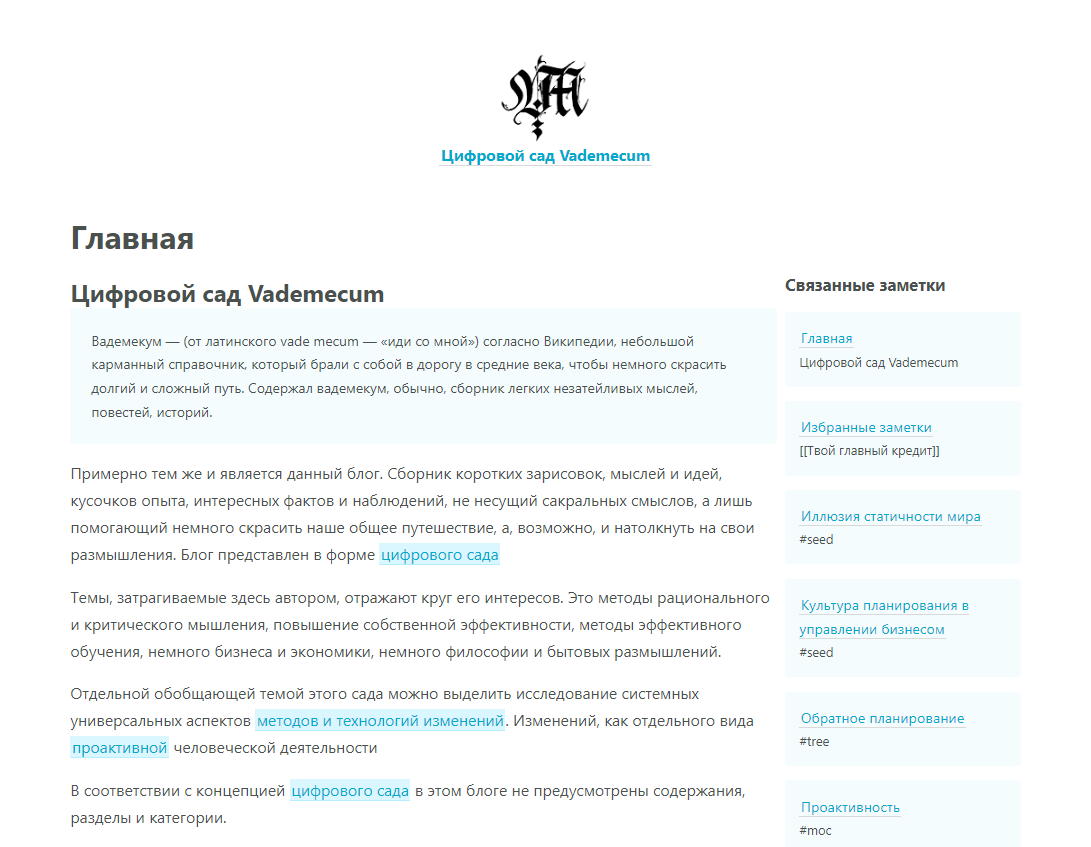 VM
Цифровой сад Vademecum
Главная
Цифровой сад Vademecum
Вадемекум — (от латинского vade mecum — «иди со мной») согласно Википедии, небольшой
карманный справочник, который брали с собой в дорогу в средние века, чтобы немного скрасить
долгий и сложный путь. Содержал вадемекум, обычно, сборник легких незатейливых мыслей,
повестей, историй.
Примерно тем же и является данный блог. Сборник коротких зарисовок, мыслей и идей,
кусочков опыта, интересных фактов и наблюдений, не несущий сакральных смыслов, а лишь
помогающий немного скрасить наше общее путешествие, а, возможно, и натолкнуть на свои
размышления. Блог представлен в форме цифрового сада
Темы, затрагиваемые здесь автором, отражают круг его интересов. Это методы рационального
и критического мышления, повышение собственной эффективности, методы эффективного
обучения, немного бизнеса и экономики, немного философии и бытовых размышлений.
Отдельной обобщающей темой этого сада можно выделить исследование системных
универсальных аспектов методов и технологий изменений. Изменений, как отдельного вида
проактивной человеческой деятельности
В соответствии с концепцией цифрового сада в этом блоге не предусмотрены содержания,
разделы и категории.
Связанные заметки
Главная
Цифровой сад Vademecum
Избранные заметки
[[Твой главный кредит]]
Иллюзия статичности мира
#seed
Культура планирования в
управлении бизнесом
#seed
Обратное планирование
#tree
Проактивность
#moc